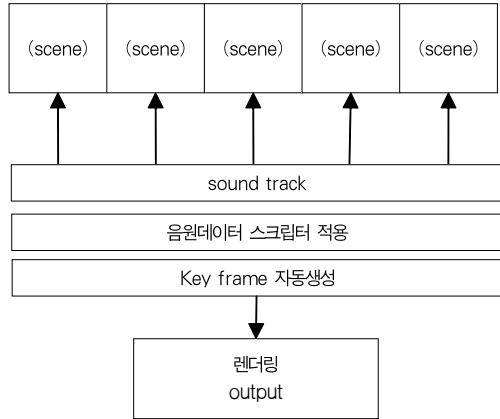 (scene) (scene) (scene) (scene) (scene)
sound track
음원데이터 스크립터 적용
Key frame 자동생성
렌더링
output